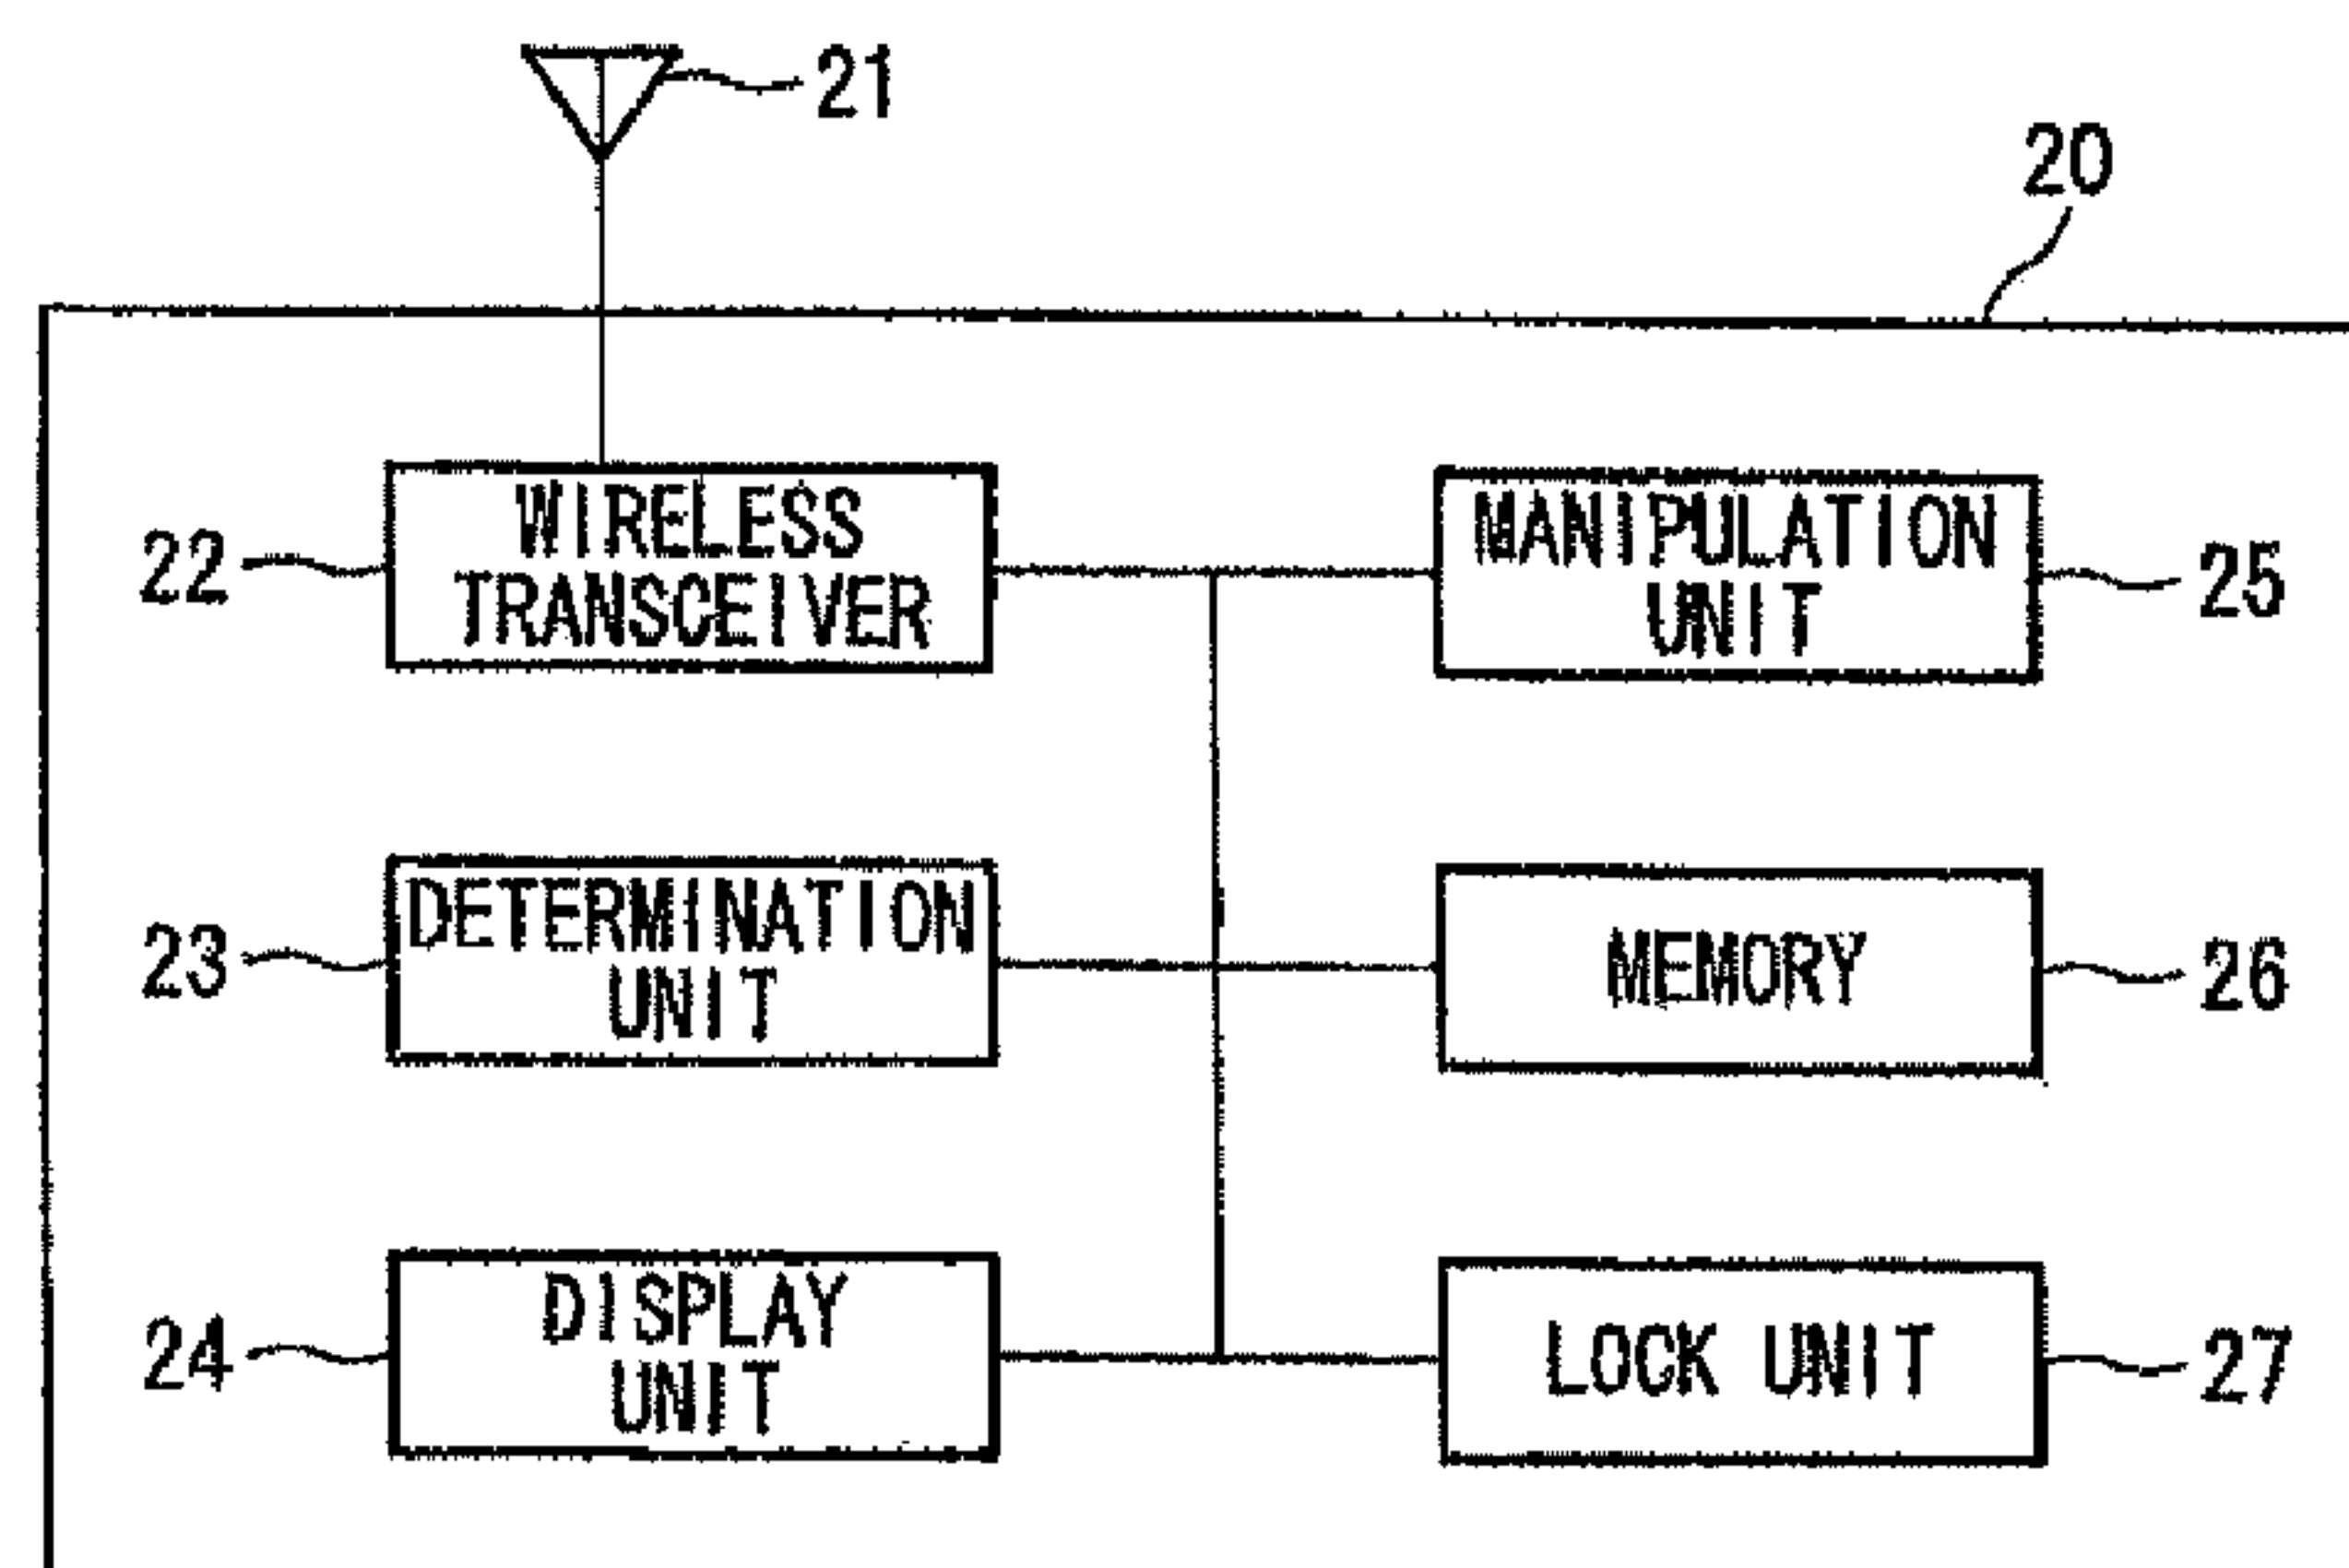 21
20
22
WIRELESS
TRANSCEIVER
MANIPULATION
UNIT
25
23
DETERMINATION
UNIT
MEMORY
26
24
DISPLAY
UNIT
LOCK UNIT
27